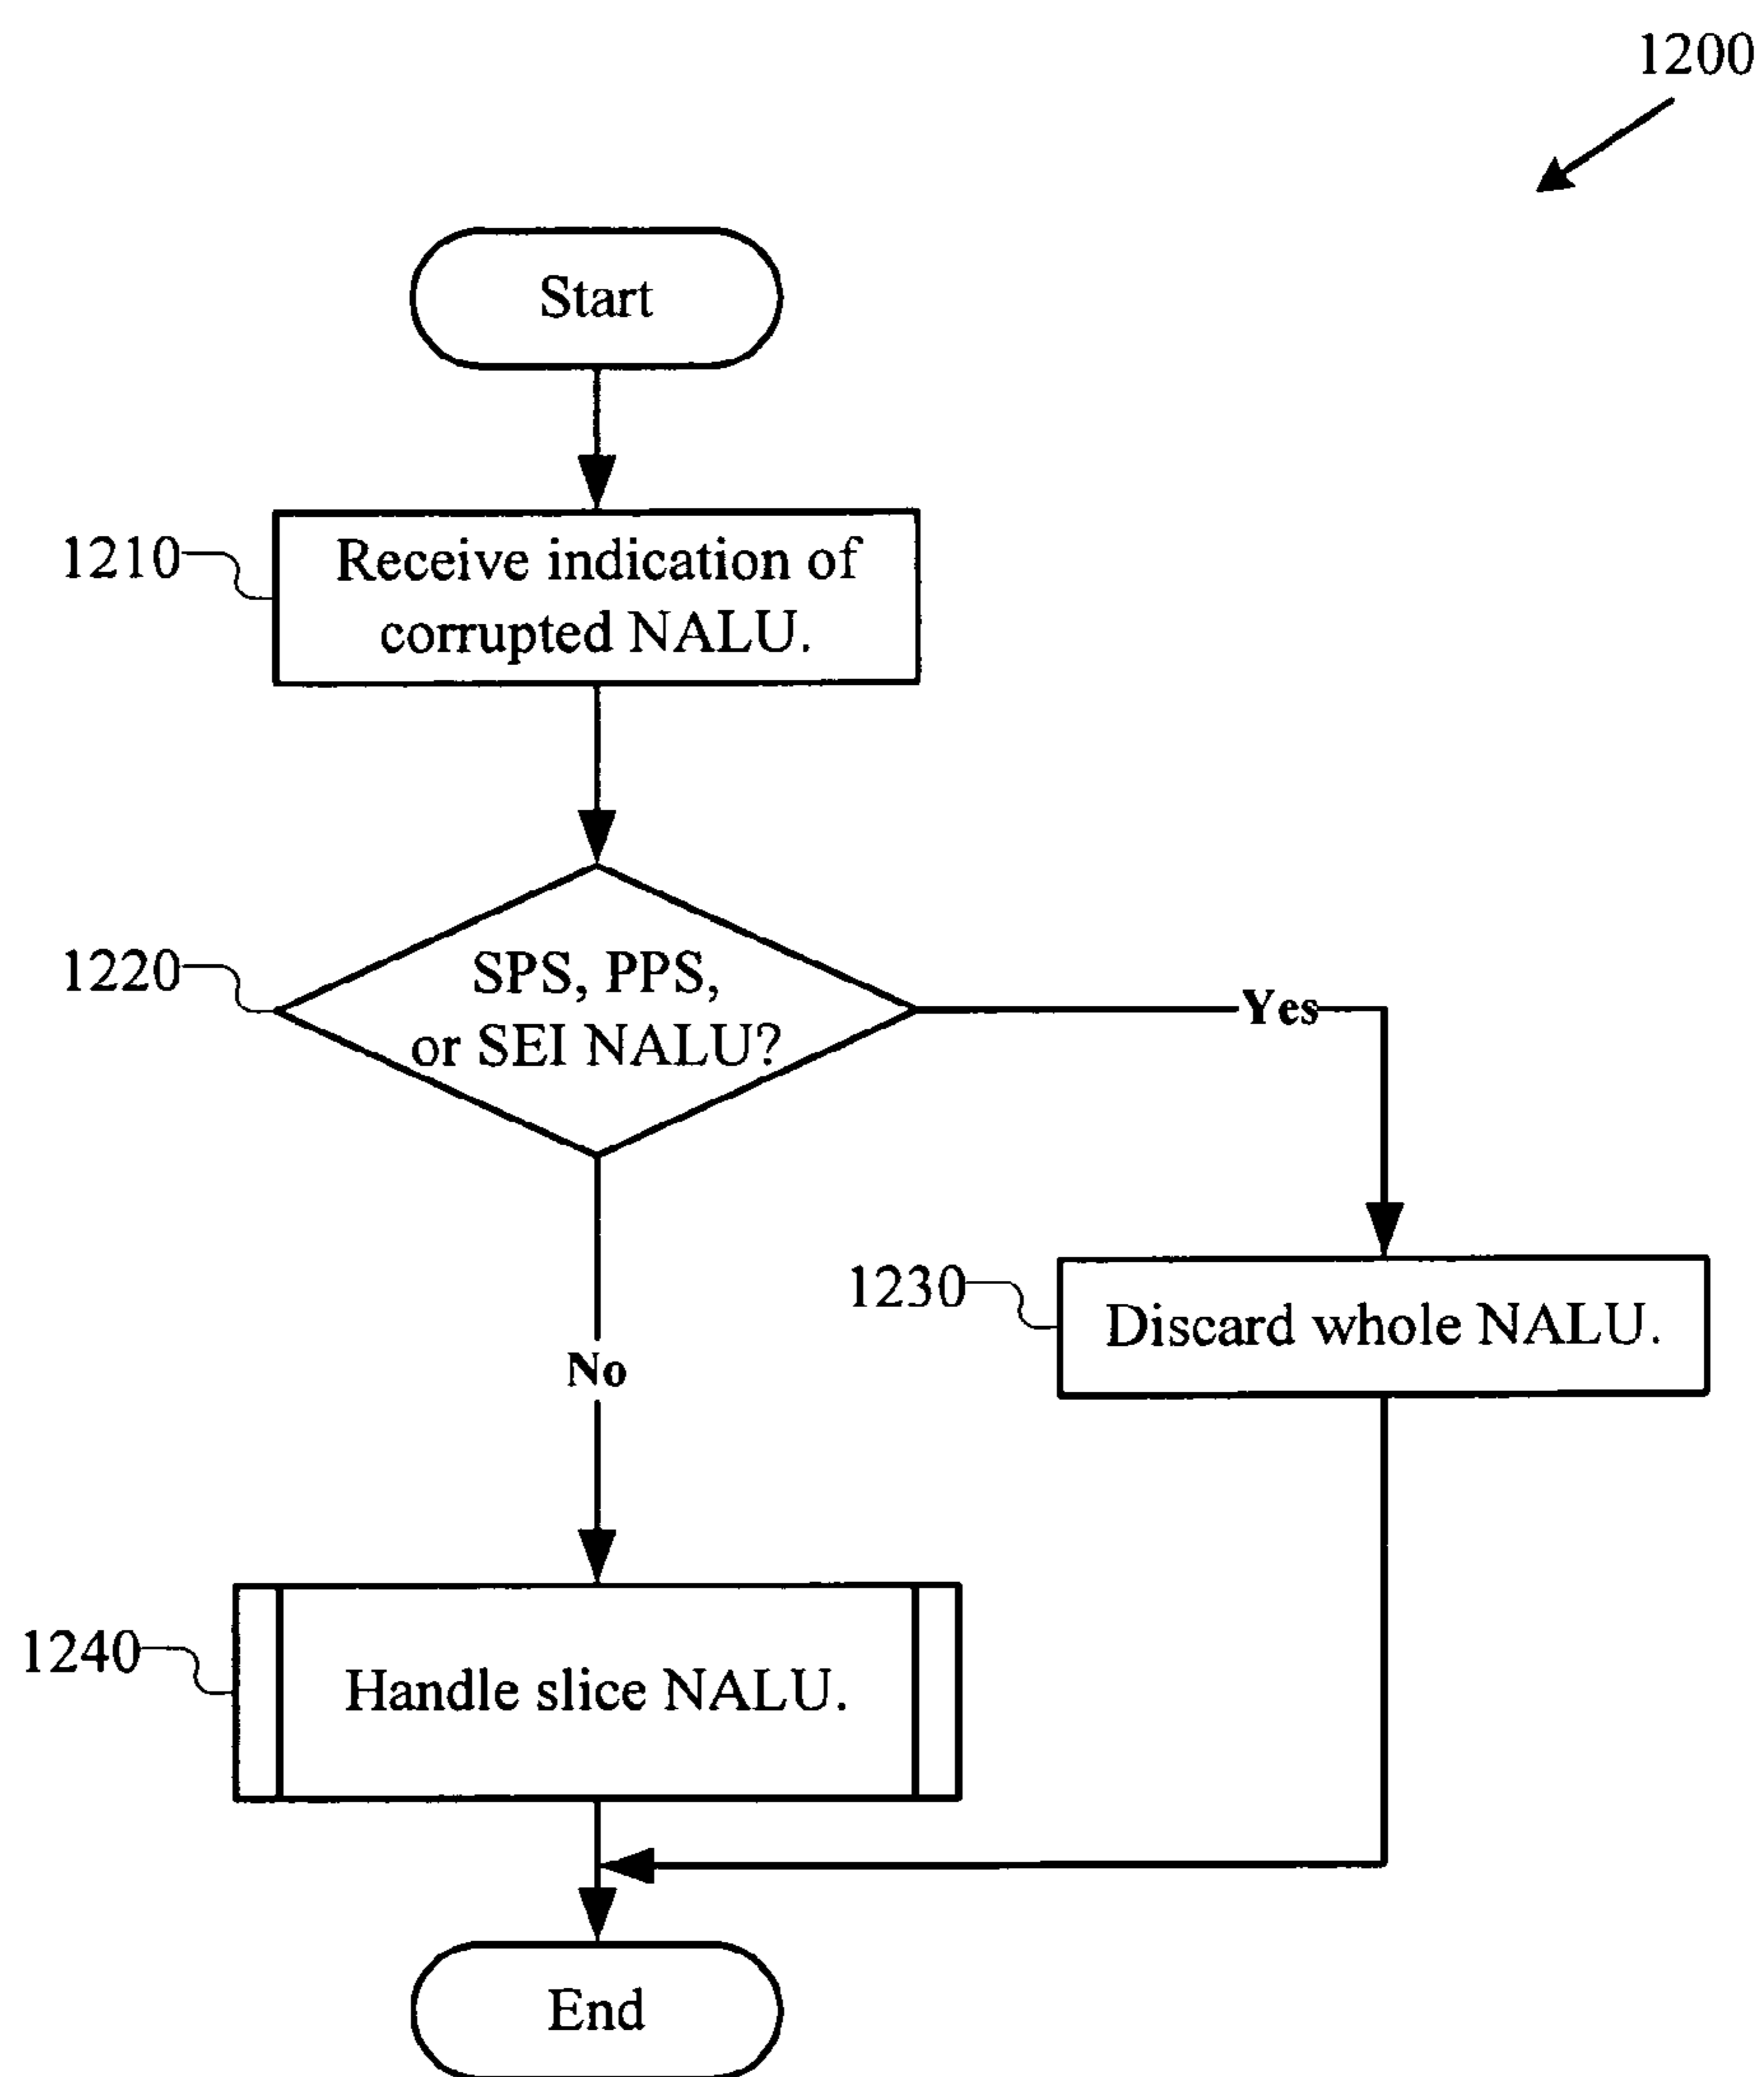 1200
Start
1210
Receive indication of
corrupted NALU.
1220
SPS, PPS,
or SEI NALU?
Yes
1230
Discard whole NALU.
No
1240
Handle slice NALU.
End